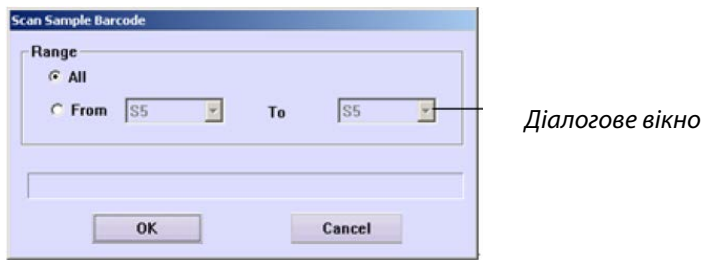 Scan Sample Barcode
Range
All
From S5 To S5
Діалогове вікно
OK Cancel